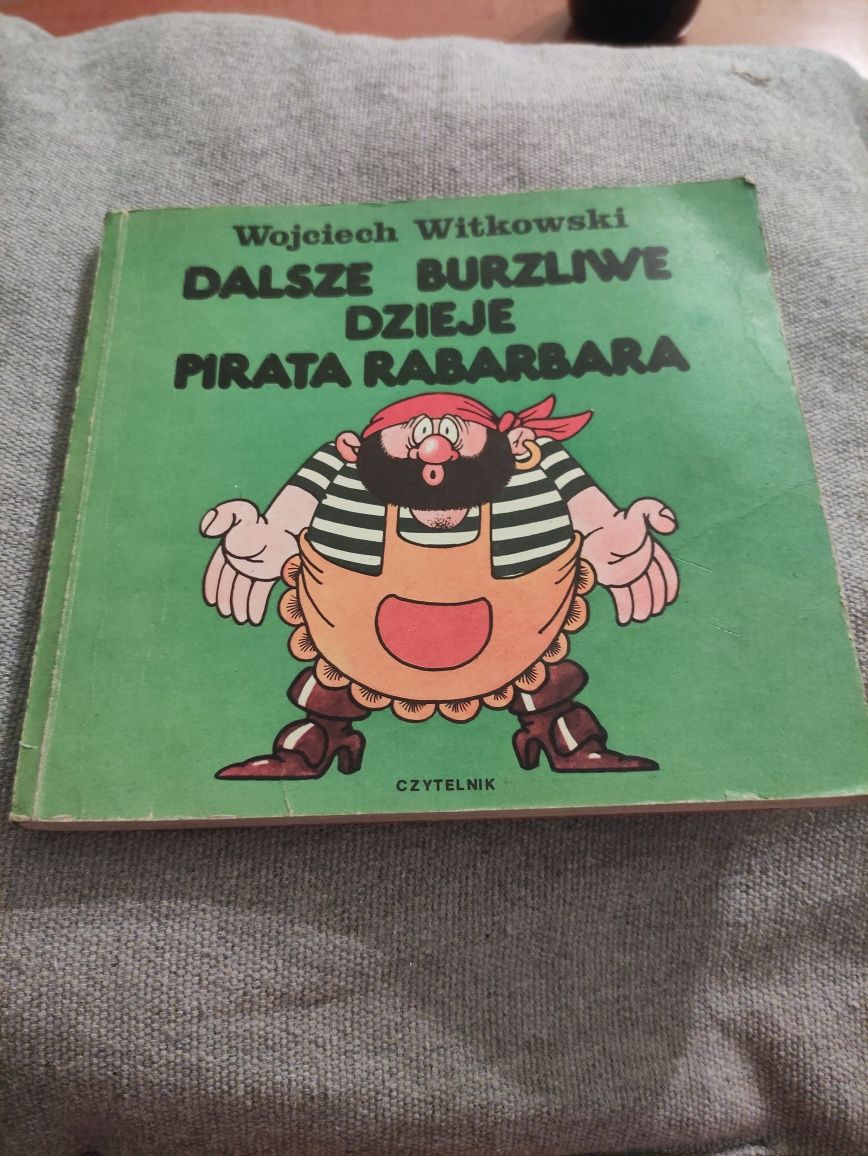 Wojciech Witkowski
DALSZE BURZLIWE
DZIEJE
PIRATA RABARBARA
CZYTELNIK